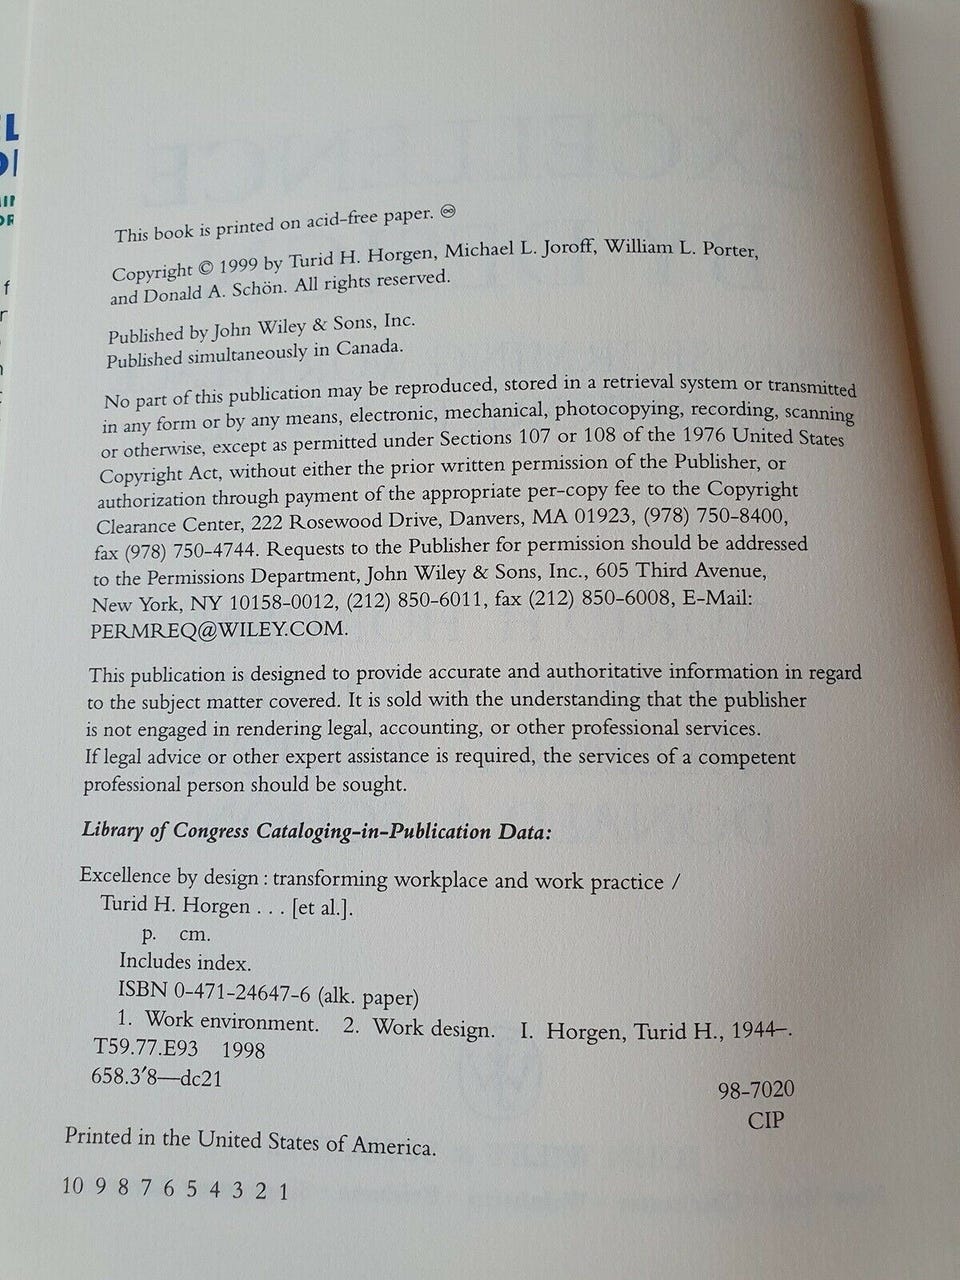 This book is printed on acid-free paper. ♾
Copyright © 1999 by Turid H. Horgen, Michael L. Joroff, William L. Porter,
and Donald A. Schön. All rights reserved.
Published by John Wiley & Sons, Inc.
Published simultaneously in Canada.
No part of this publication may be reproduced, stored in a retrieval system or transmitted
in any form or by any means, electronic, mechanical, photocopying, recording, scanning
or otherwise, except as permitted under Sections 107 or 108 of the 1976 United States
Copyright Act, without either the prior written permission of the Publisher, or
authorization through payment of the appropriate per-copy fee to the Copyright
Clearance Center, 222 Rosewood Drive, Danvers, MA 01923, (978) 750-8400,
fax (978) 750-4744. Requests to the Publisher for permission should be addressed
to the Permissions Department, John Wiley & Sons, Inc., 605 Third Avenue,
New York, NY 10158-0012, (212) 850-6011, fax (212) 850-6008, E-Mail:
PERMREQ@WILEY.COM.
This publication is designed to provide accurate and authoritative information in regard
to the subject matter covered. It is sold with the understanding that the publisher
is not engaged in rendering legal, accounting, or other professional services.
If legal advice or other expert assistance is required, the services of a competent
professional person should be sought.
Library of Congress Cataloging-in-Publication Data:
Excellence by design : transforming workplace and work practice /
Turid H. Horgen . . . [et al.].
p. cm.
Includes index.
ISBN 0-471-24647-6 (alk. paper)
1. Work environment. 2. Work design. I. Horgen, Turid H., 1944–.
T59.77.E93 1998
658.3′8—dc21
98-7020
CIP
Printed in the United States of America.
10 9 8 7 6 5 4 3 2 1